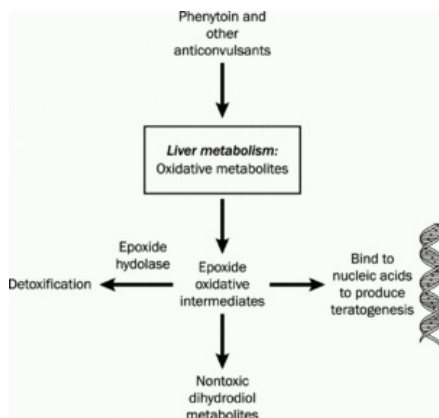 Phenytoin and
other
anticonvulsants
Liver metabolism:
Oxidative metabolites
Epoxide
hydolase
Detoxification
Epoxide
oxidative
intermediates
Bind to
nucleic acids
to produce
teratogenesis
Nontoxic
dihydrodiol
metabolites